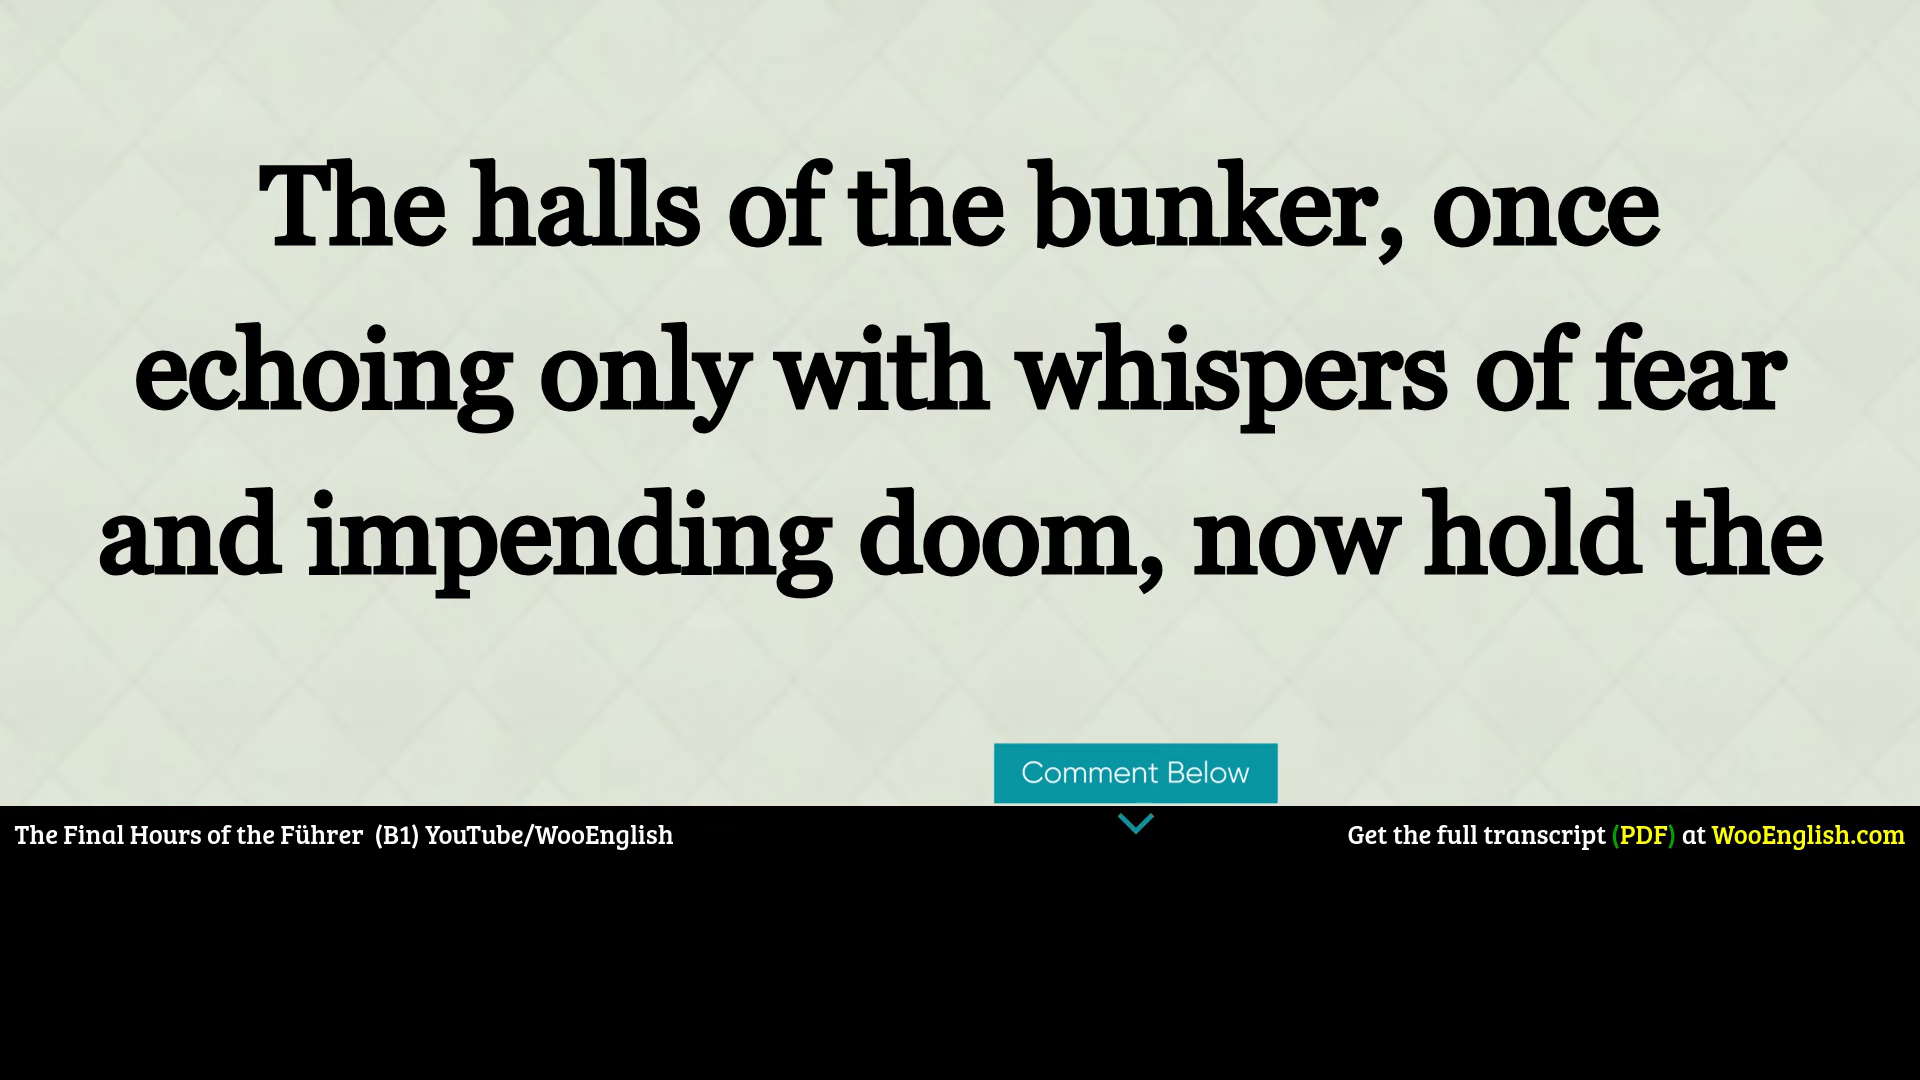 The halls of the bunker, once
echoing only with whispers of fear
and impending doom, now hold the
Comment Below
The Final Hours of the Führer (B1) YouTube/WooEnglish
Get the full transcript (PDF) at WooEnglish.com